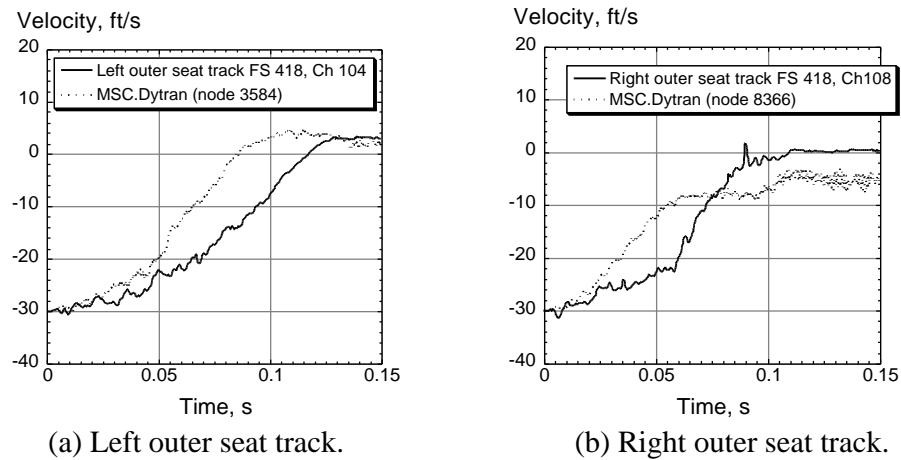 Velocity, ft/s
20
10
0
-10
-20
-30
-40
0
0.05
0.1
0.15
Left outer seat track FS 418, Ch 104
MSC.Dytran (node 3584)
Time, s
(a) Left outer seat track.
Velocity, ft/s
20
10
0
-10
-20
-30
-40
0
0.05
0.1
0.15
Right outer seat track FS 418, Ch108
MSC.Dytran (node 8366)
Time, s
(b) Right outer seat track.